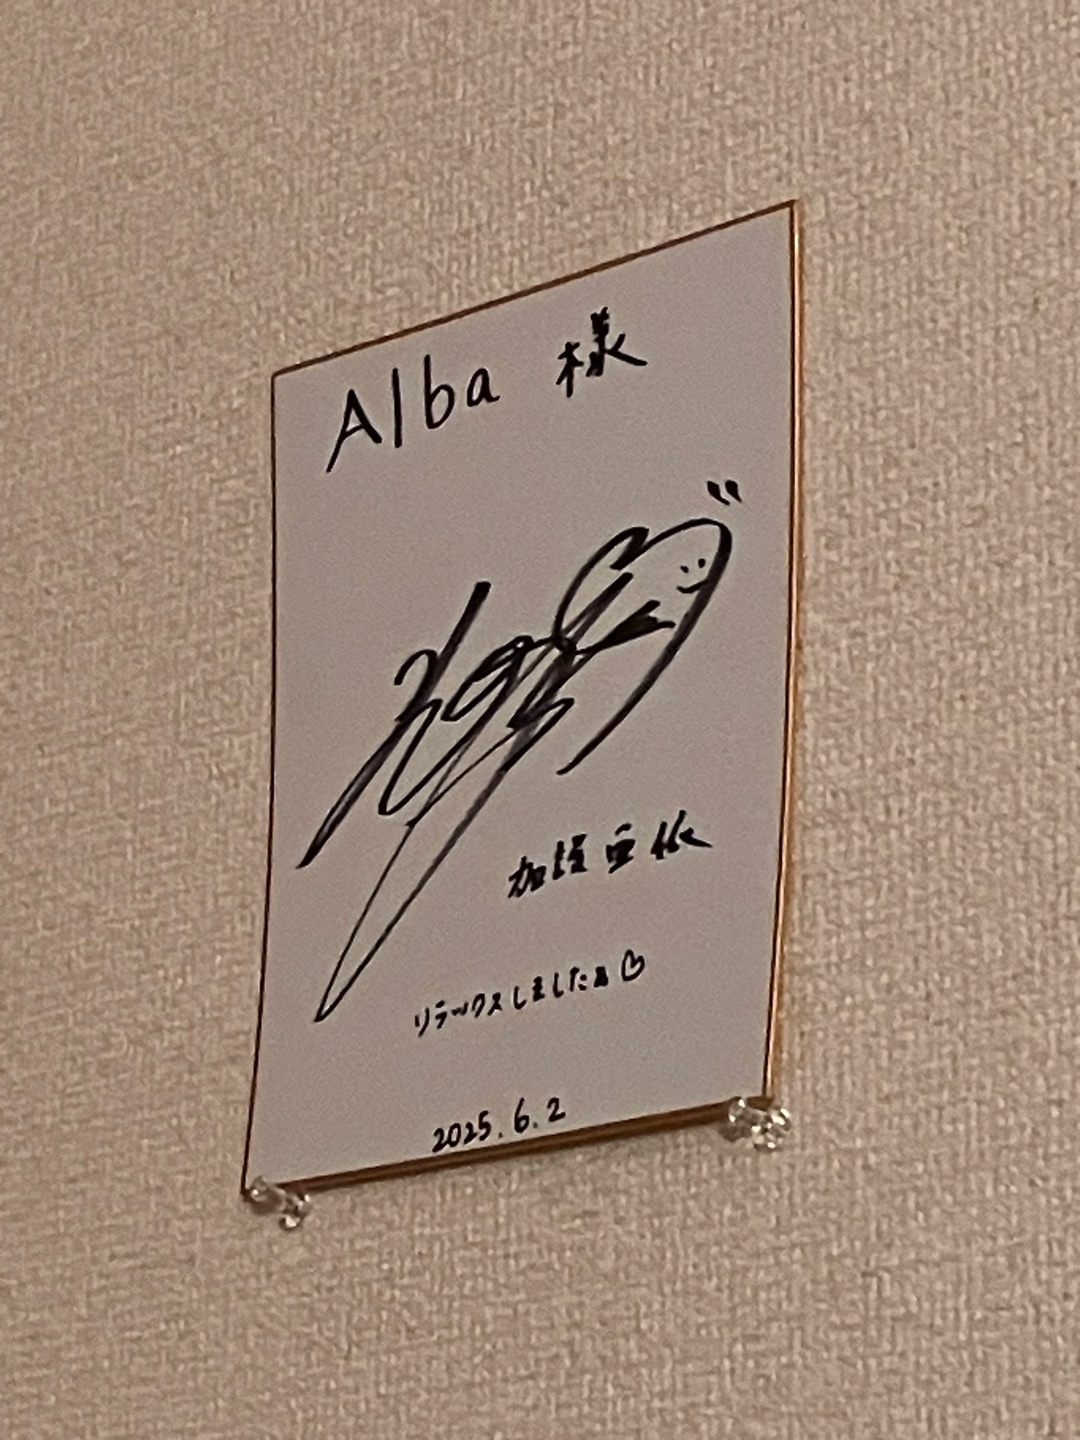 Alba 様
加護亜依
リラックスしました♡
2025.6.2